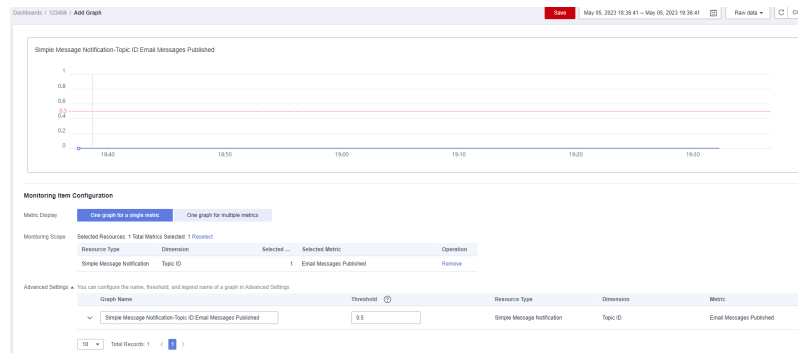 Dashboards / 123456 / Add Graph
Save
May 05, 2023 18:36:41 – May 05, 2023 19:36:41
Raw data
Simple Message Notification-Topic ID:Email Messages Published
1
0.8
0.6
0.5
0.4
0.2
0
18:40 18:50 19:00 19:10 19:20 19:30
Monitoring Item Configuration
Metric Display One graph for a single metric One graph for multiple metrics
Monitoring Scope Selected Resources: 1 Total Metrics Selected: 1 Reselect
Resource Type Dimension Selected ... Selected Metric Operation
Simple Message Notification Topic ID 1 Email Messages Published Remove
Advanced Settings You can configure the name, threshold, and legend name of a graph in Advanced Settings
Graph Name Threshold ? Resource Type Dimension Metric
Simple Message Notification-Topic ID:Email Messages Published 0.5 Simple Message Notification Topic ID Email Messages Published
10 Total Records: 1 < 1 >